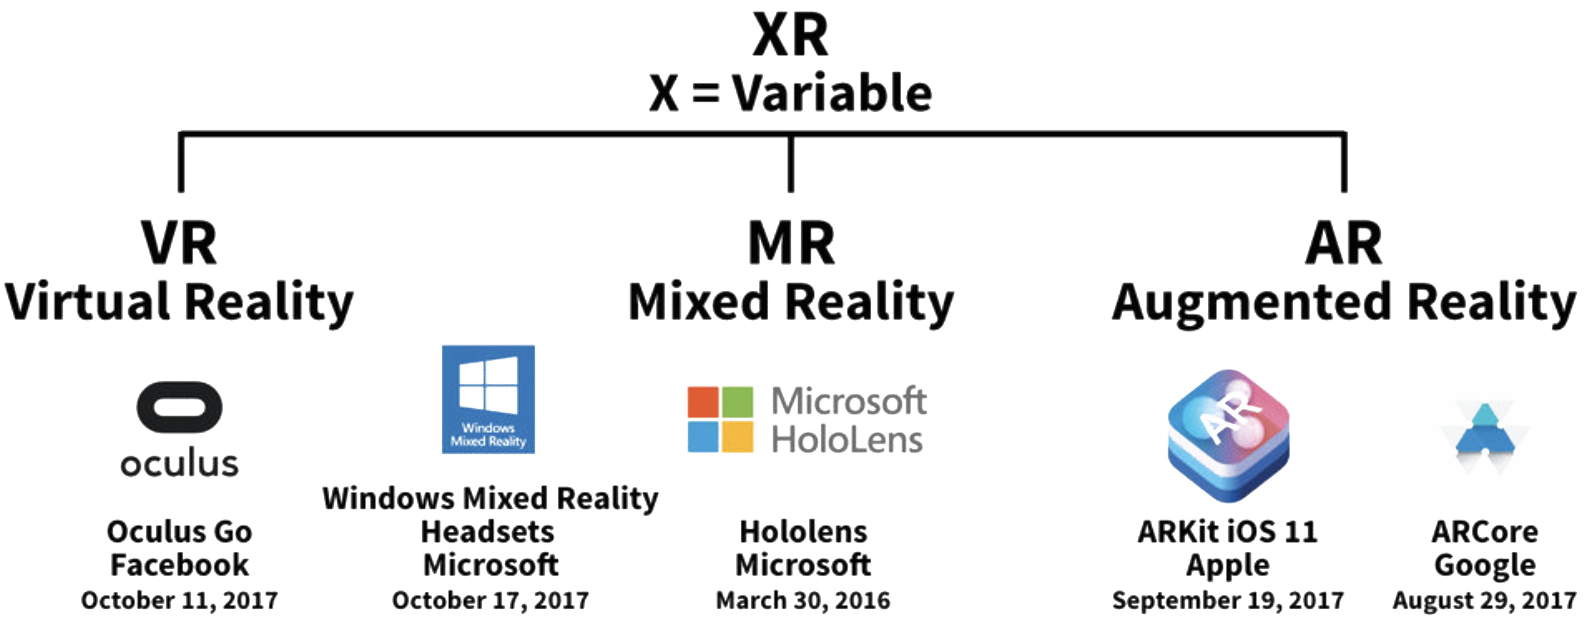 XR
X = Variable
VR
Virtual Reality
MR
Mixed Reality
AR
Augmented Reality
oculus
Oculus Go
Facebook
October 11, 2017
Windows
Mixed Reality
Windows Mixed Reality
Headsets
Microsoft
October 17, 2017
Microsoft
HoloLens
Hololens
Microsoft
March 30, 2016
AR
ARKit iOS 11
Apple
September 19, 2017
ARCore
Google
August 29, 2017